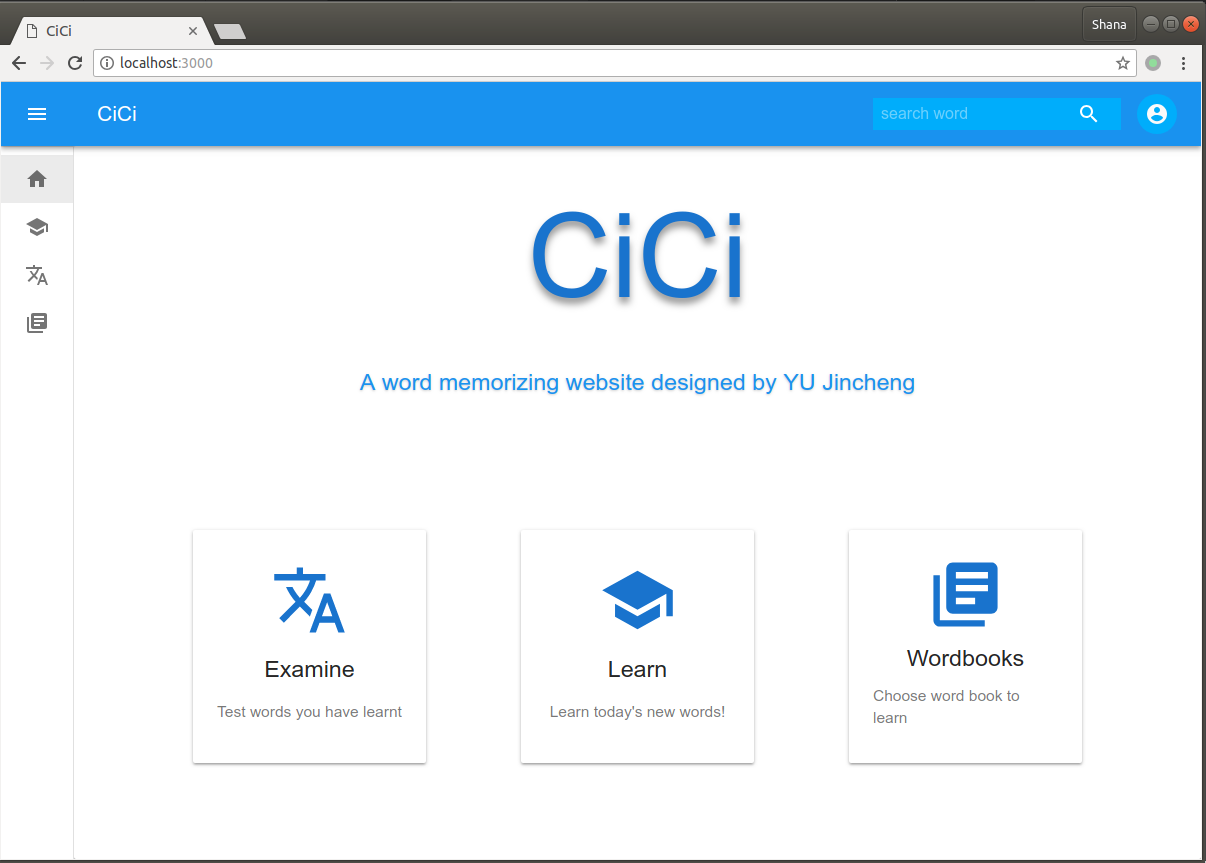 CiCi
Shana
localhost:3000
CiCi
search word
CiCi
A word memorizing website designed by YU Jincheng
Examine
Test words you have learnt
Learn
Learn today's new words!
Wordbooks
Choose word book to
learn